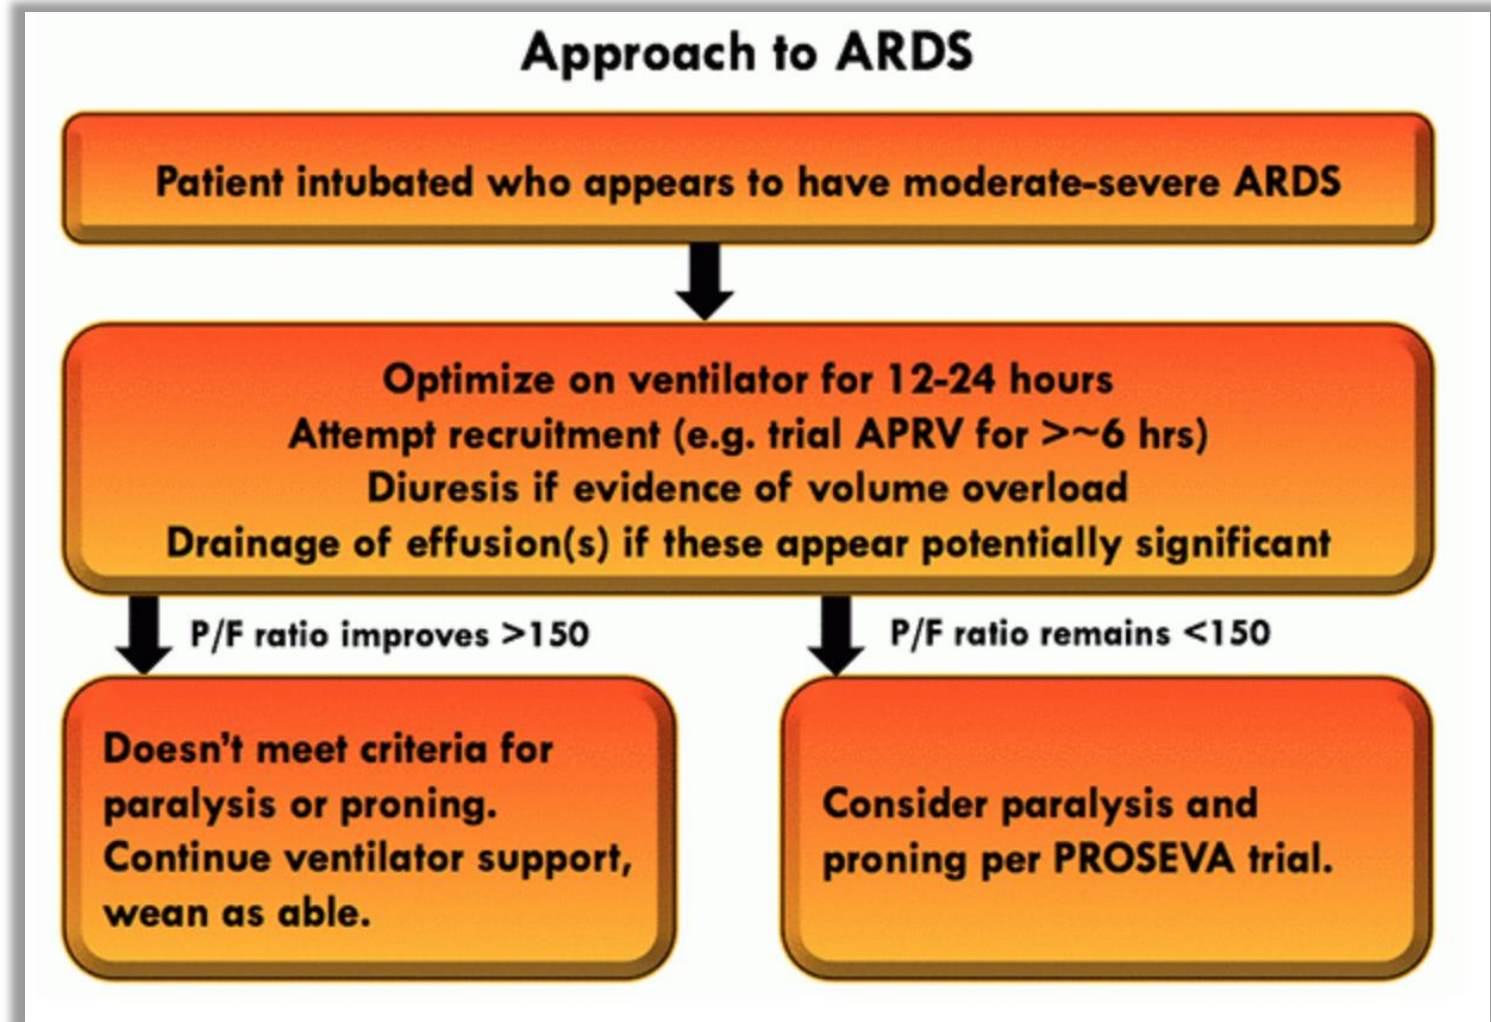 Approach to ARDS
Patient intubated who appears to have moderate-severe ARDS
Optimize on ventilator for 12-24 hours
Attempt recruitment (e.g. trial APRV for >~6 hrs)
Diuresis if evidence of volume overload
Drainage of effusion(s) if these appear potentially significant
P/F ratio improves >150
P/F ratio remains <150
Doesn't meet criteria for
paralysis or proning.
Continue ventilator support,
wean as able.
Consider paralysis and
proning per PROSEVA trial.